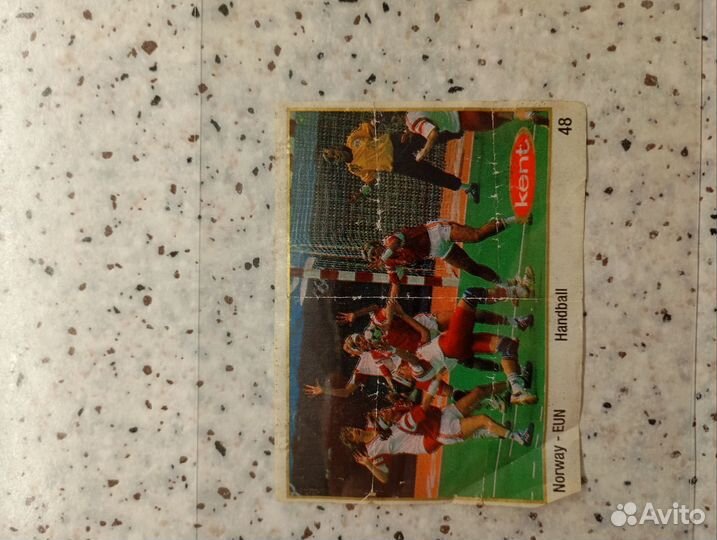 kent
Norway - EUN
Handball
48
Avito